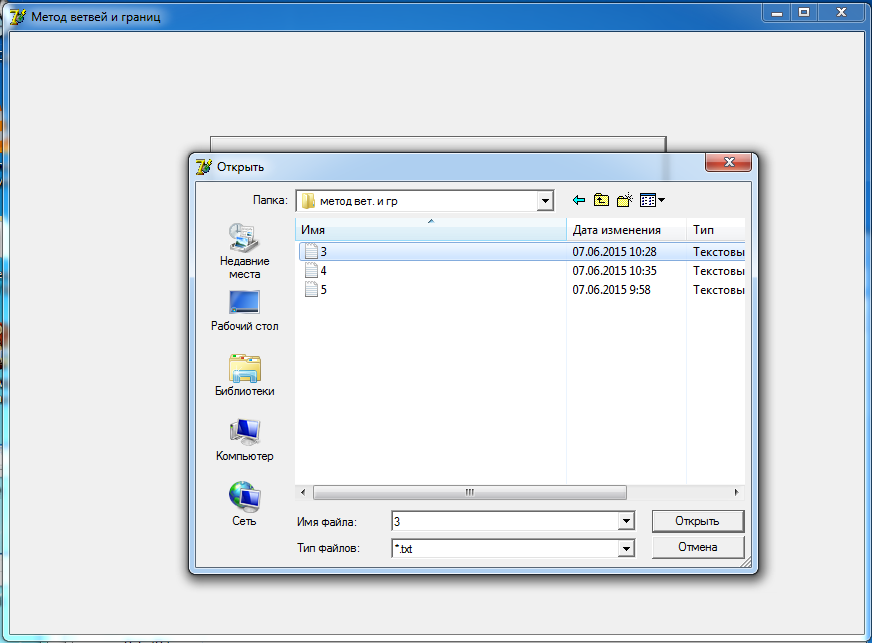 Метод ветвей и границ
Открыть
Папка: метод вет. и гр
Имя Дата изменения Тип
3 07.06.2015 10:28 Текстовы
4 07.06.2015 10:35 Текстовы
5 07.06.2015 9:58 Текстовы
Недавние
места
Рабочий стол
Библиотеки
Компьютер
Сеть
Имя файла: 3 Открыть
Тип файлов: *.txt Отмена